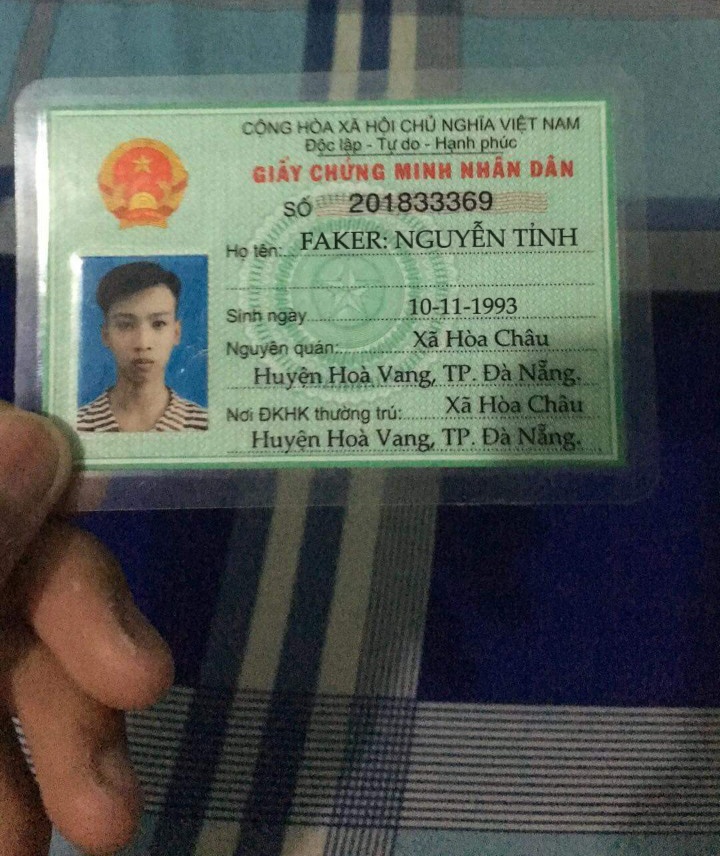 CỘNG HÒA XÃ HỘI CHỦ NGHĨA VIỆT NAM
Độc lập - Tự do - Hạnh phúc
GIẤY CHỨNG MINH NHÂN DÂN
SỐ 201833369
Họ tên: FAKER: NGUYỄN TỈNH
Sinh ngày 10-11-1993
Nguyên quán: Xã Hòa Châu
Huyện Hoà Vang, TP. Đà Nẵng.
Nơi ĐKHK thường trú: Xã Hòa Châu
Huyện Hoà Vang, TP. Đà Nẵng.